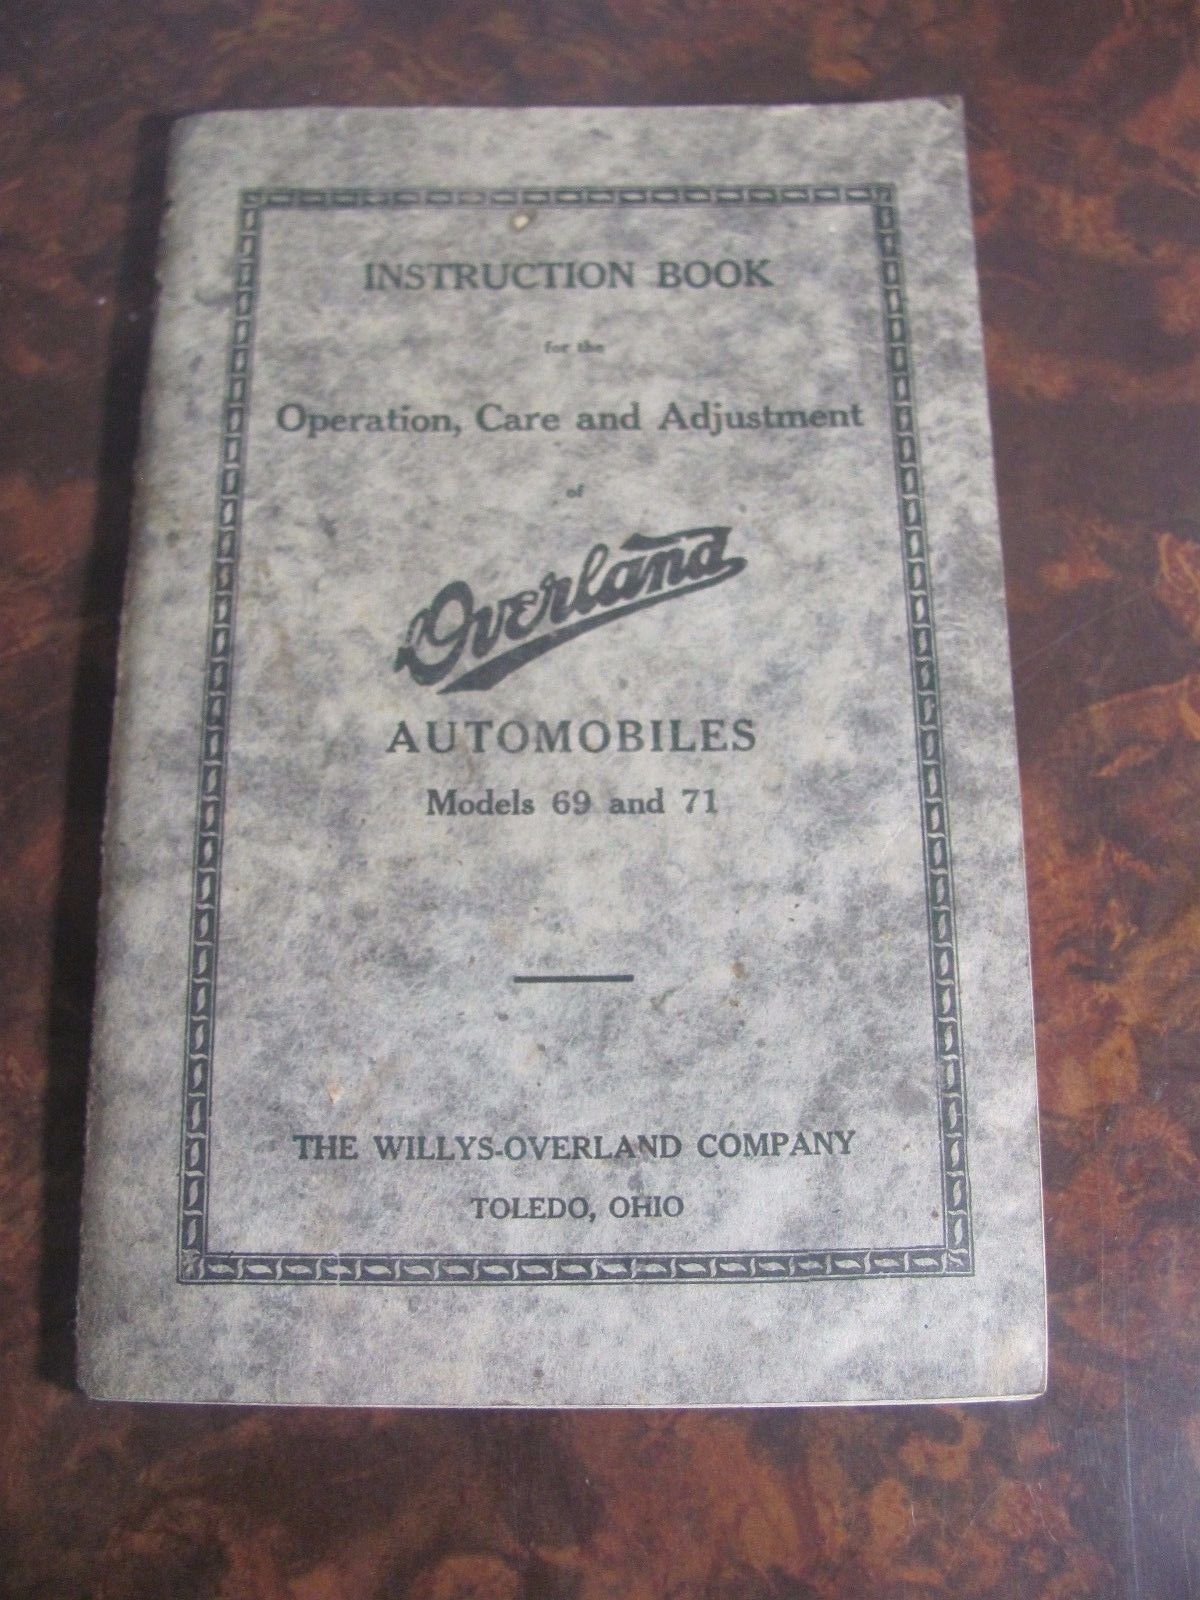 INSTRUCTION BOOK
for the
Operation, Care and Adjustment
of
Overland
AUTOMOBILES
Models 69 and 71
THE WILLYS-OVERLAND COMPANY
TOLEDO, OHIO